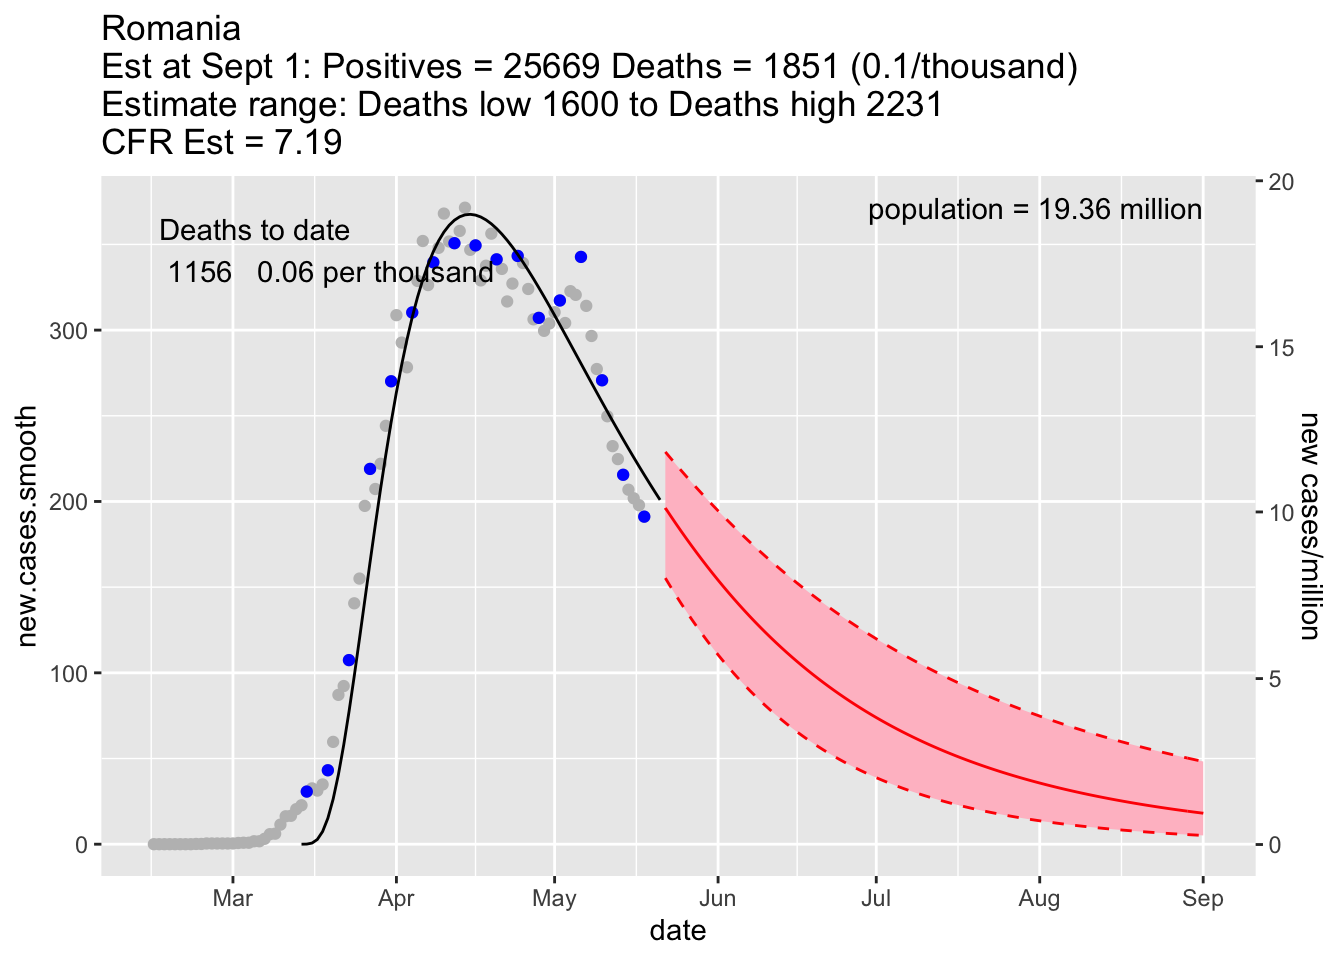 Romania
Est at Sept 1: Positives = 25669 Deaths = 1851 (0.1/thousand)
Estimate range: Deaths low 1600 to Deaths high 2231
CFR Est = 7.19
Deaths to date
1156 0.06 per thousand
population = 19.36 million
new.cases.smooth
300
200
100
0
20
15
10
5
0
new cases/million
Mar Apr May Jun Jul Aug Sep
date